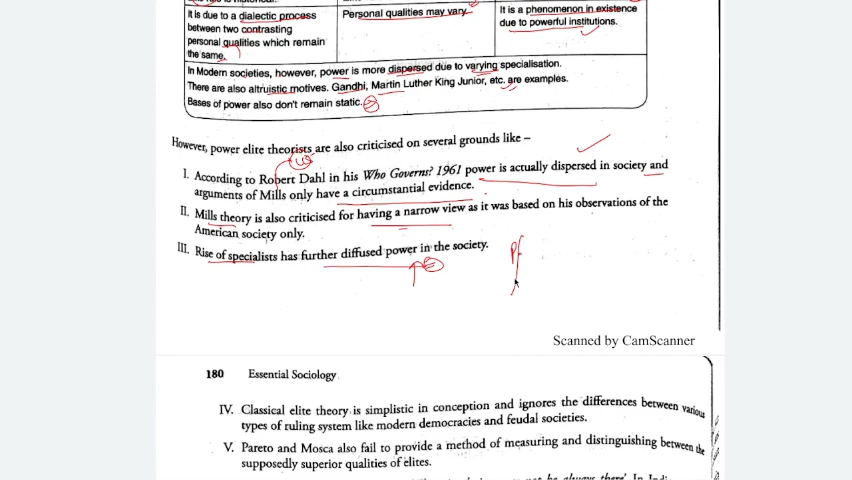 It is due to a dialectic process
between two contrasting
personal qualities which remain
the same.
Personal qualities may vary.
It is a phenomenon in existence
due to powerful institutions.
In Modern societies, however, power is more dispersed due to varying specialisation.
There are also altruistic motives. Gandhi, Martin Luther King Junior, etc. are examples.
Bases of power also don't remain static.
However, power elite theorists are also criticised on several grounds like –
I. According to Robert Dahl in his Who Governs? 1961 power is actually dispersed in society and
arguments of Mills only have a circumstantial evidence.
II. Mills theory is also criticised for having a narrow view as it was based on his observations of the
American society only.
III. Rise of specialists has further diffused power in the society.
Scanned by CamScanner
180 Essential Sociology
IV. Classical elite theory is simplistic in conception and ignores the differences between various
types of ruling system like modern democracies and feudal societies.
V. Pareto and Mosca also fail to provide a method of measuring and distinguishing between the
supposedly superior qualities of elites.